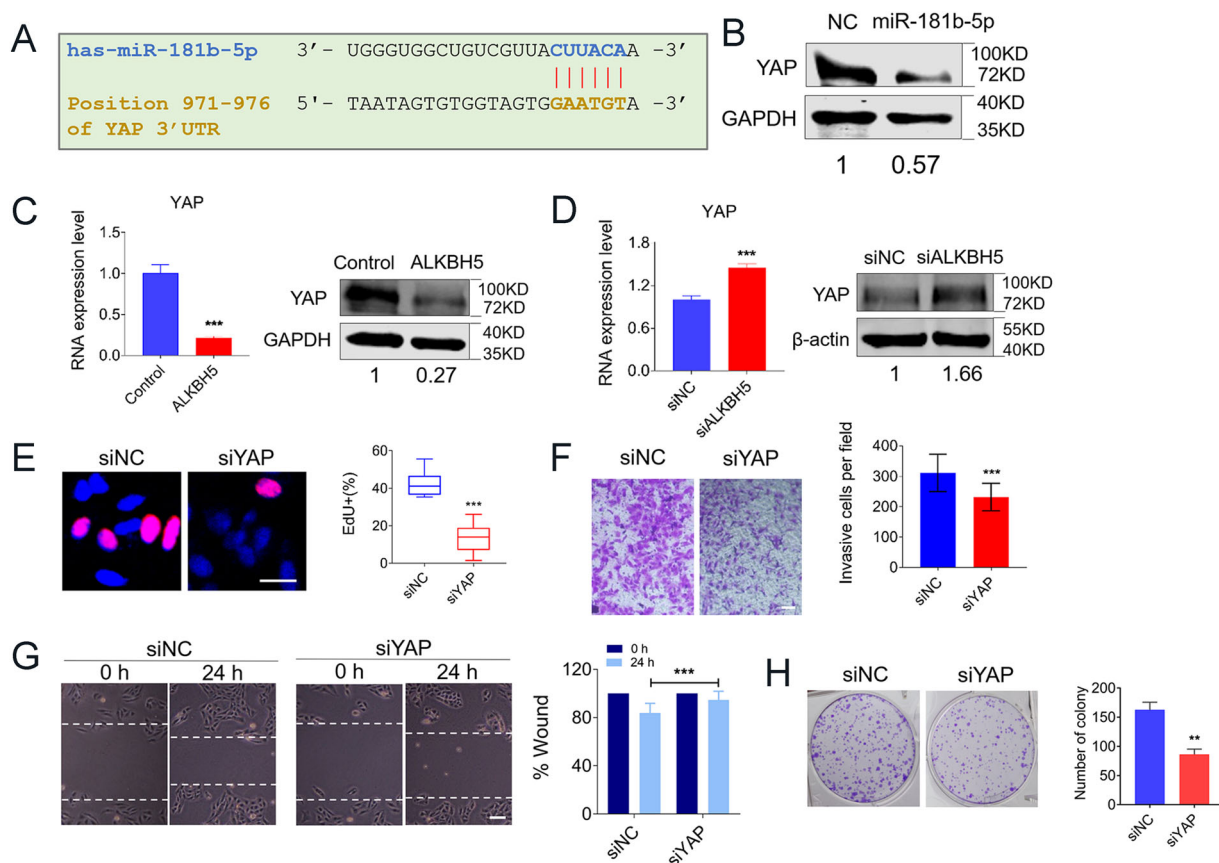 A
has-miR-181b-5p 3′- UGGGUGGCUGUCGUUACUUACAA -3′
Position 971-976 5'- TAATAGTGTGGTAGTGGAATGTA -3′
of YAP 3′UTR
B
NC miR-181b-5p
YAP
100KD
72KD
GAPDH
40KD
35KD
1 0.57
C
YAP
RNA expression level
1.5
1.0
0.5
0.0
***
Control
ALKBH5
Control ALKBH5
YAP
100KD
72KD
GAPDH
40KD
35KD
1 0.27
D
YAP
RNA expression level
1.8
1.2
0.6
0.0
***
siNC
siALKBH5
siNC siALKBH5
YAP
100KD
72KD
β-actin
55KD
40KD
1 1.66
E
siNC siYAP
EdU+(%)
60
40
20
0
***
siNC
siYAP
F
siNC siYAP
Invasive cells per field
400
300
200
100
0
***
siNC
siYAP
G
siNC siYAP
0 h 24 h 0 h 24 h
0 h
24 h
% Wound
120
80
40
0
***
siNC
siYAP
H
siNC siYAP
Number of colony
200
150
100
50
0
**
siNC
siYAP